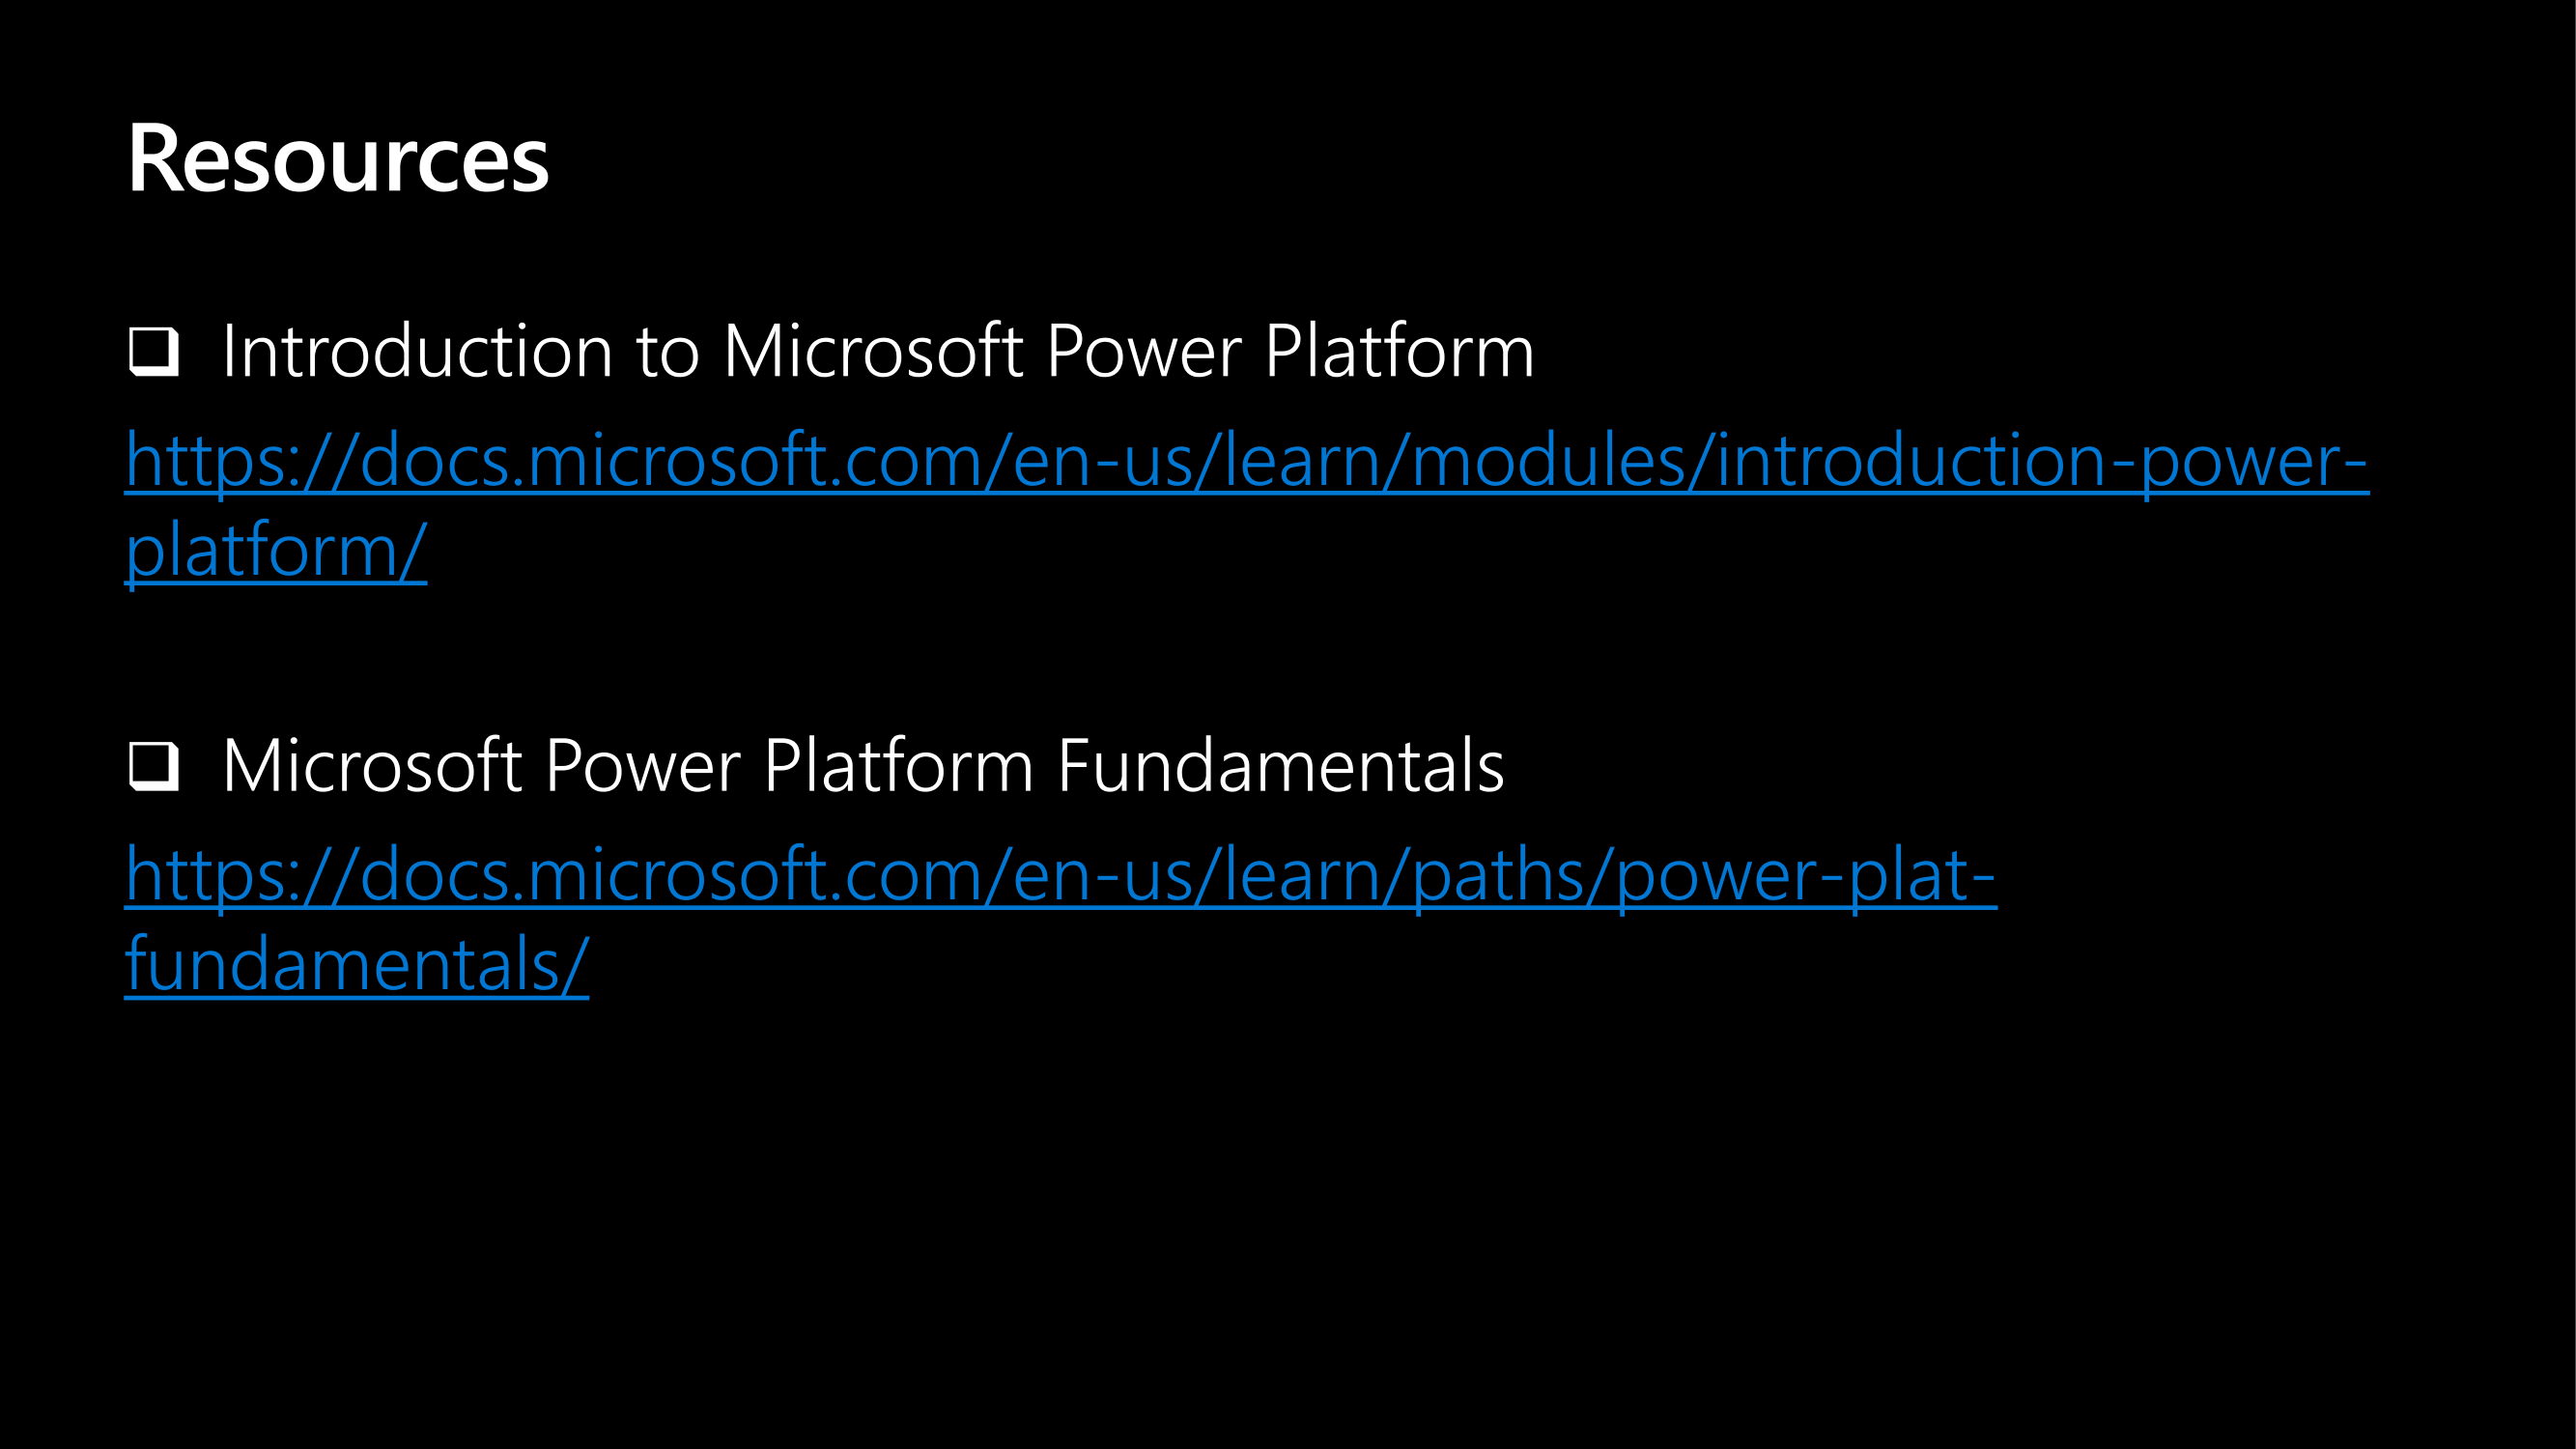 Resources
❑ Introduction to Microsoft Power Platform
https://docs.microsoft.com/en-us/learn/modules/introduction-power-
platform/
❑ Microsoft Power Platform Fundamentals
https://docs.microsoft.com/en-us/learn/paths/power-plat-
fundamentals/